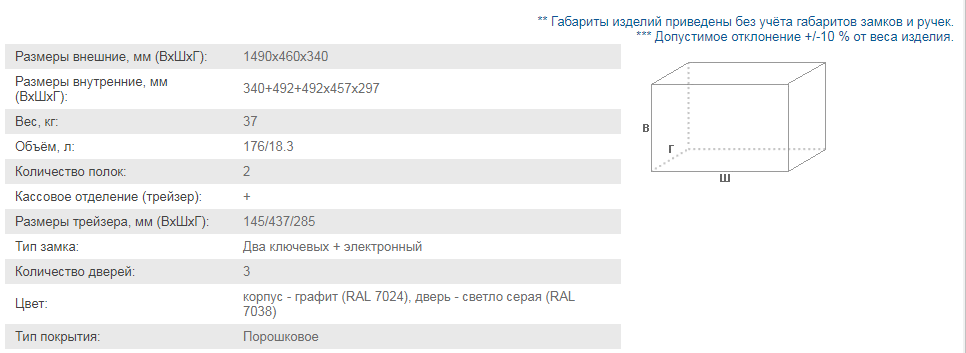 ** Габариты изделий приведены без учёта габаритов замков и ручек.
*** Допустимое отклонение +/-10 % от веса изделия.
Размеры внешние, мм (ВхШхГ): 1490x460x340
Размеры внутренние, мм
(ВхШхГ): 340+492+492x457x297
Вес, кг: 37
Объём, л: 176/18.3
Количество полок: 2
Кассовое отделение (трейзер): +
Размеры трейзера, мм (ВхШхГ): 145/437/285
Тип замка: Два ключевых + электронный
Количество дверей: 3
Цвет: корпус - графит (RAL 7024), дверь - светло серая (RAL
7038)
Тип покрытия: Порошковое
В
Г
Ш